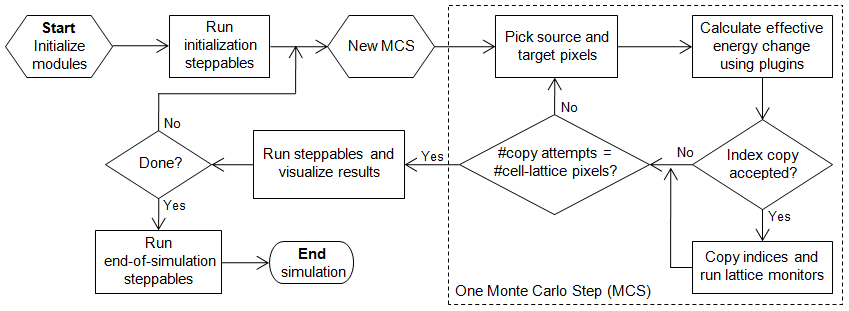 Start
Initialize
modules
Run
initialization
steppables
New MCS
Pick source and
target pixels
Calculate effective
energy change
using plugins
No
No
Done?
Run steppables and
visualize results
Yes
#copy attempts =
#cell-lattice pixels?
No
Index copy
accepted?
Yes
Yes
Run
end-of-simulation
steppables
End
simulation
Copy indices and
run lattice monitors
One Monte Carlo Step (MCS)